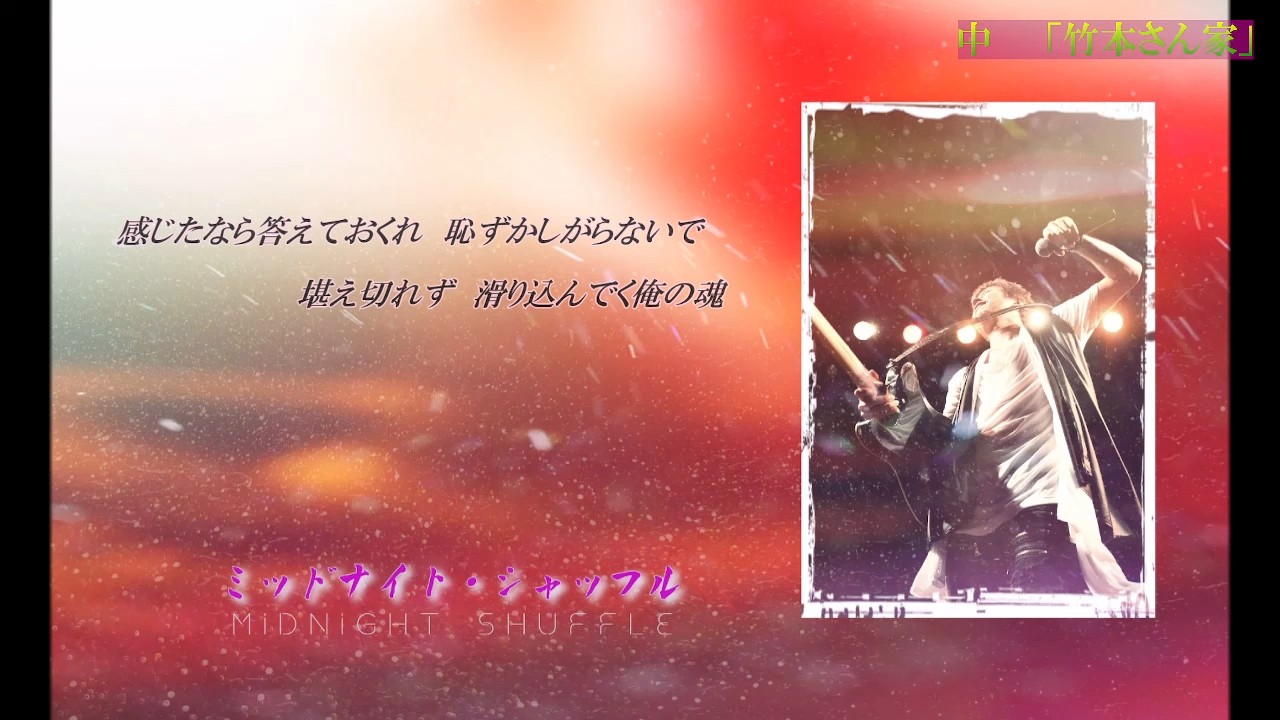 中　「竹本さん家」
感じたなら答えておくれ　恥ずかしがらないで
堪え切れず　滑り込んでく俺の魂
ミッドナイト・シャッフル
MiDNiGHT SHUFFLE